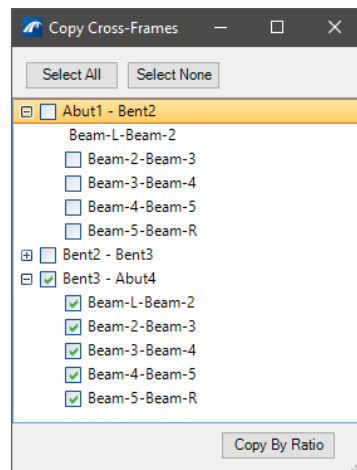 Copy Cross-Frames
Select All Select None
Abut1 - Bent2
Beam-L-Beam-2
Beam-2-Beam-3
Beam-3-Beam-4
Beam-4-Beam-5
Beam-5-Beam-R
Bent2 - Bent3
Bent3 - Abut4
Beam-L-Beam-2
Beam-2-Beam-3
Beam-3-Beam-4
Beam-4-Beam-5
Beam-5-Beam-R
Copy By Ratio